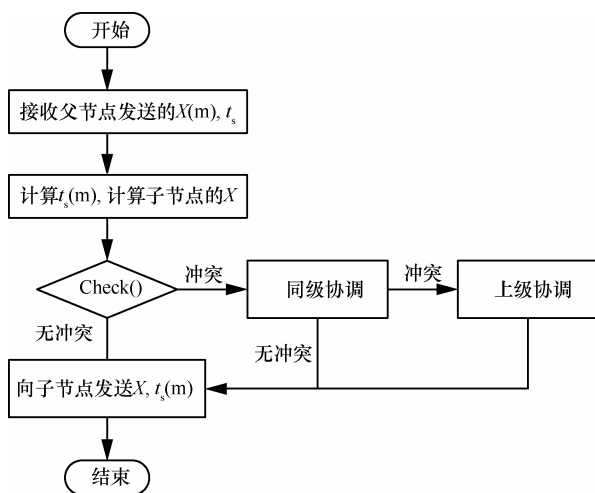 开始
接收父节点发送的X(m), ts
计算ts(m), 计算子节点的X
Check()
冲突
同级协调
冲突
上级协调
无冲突
无冲突
向子节点发送X, ts(m)
结束